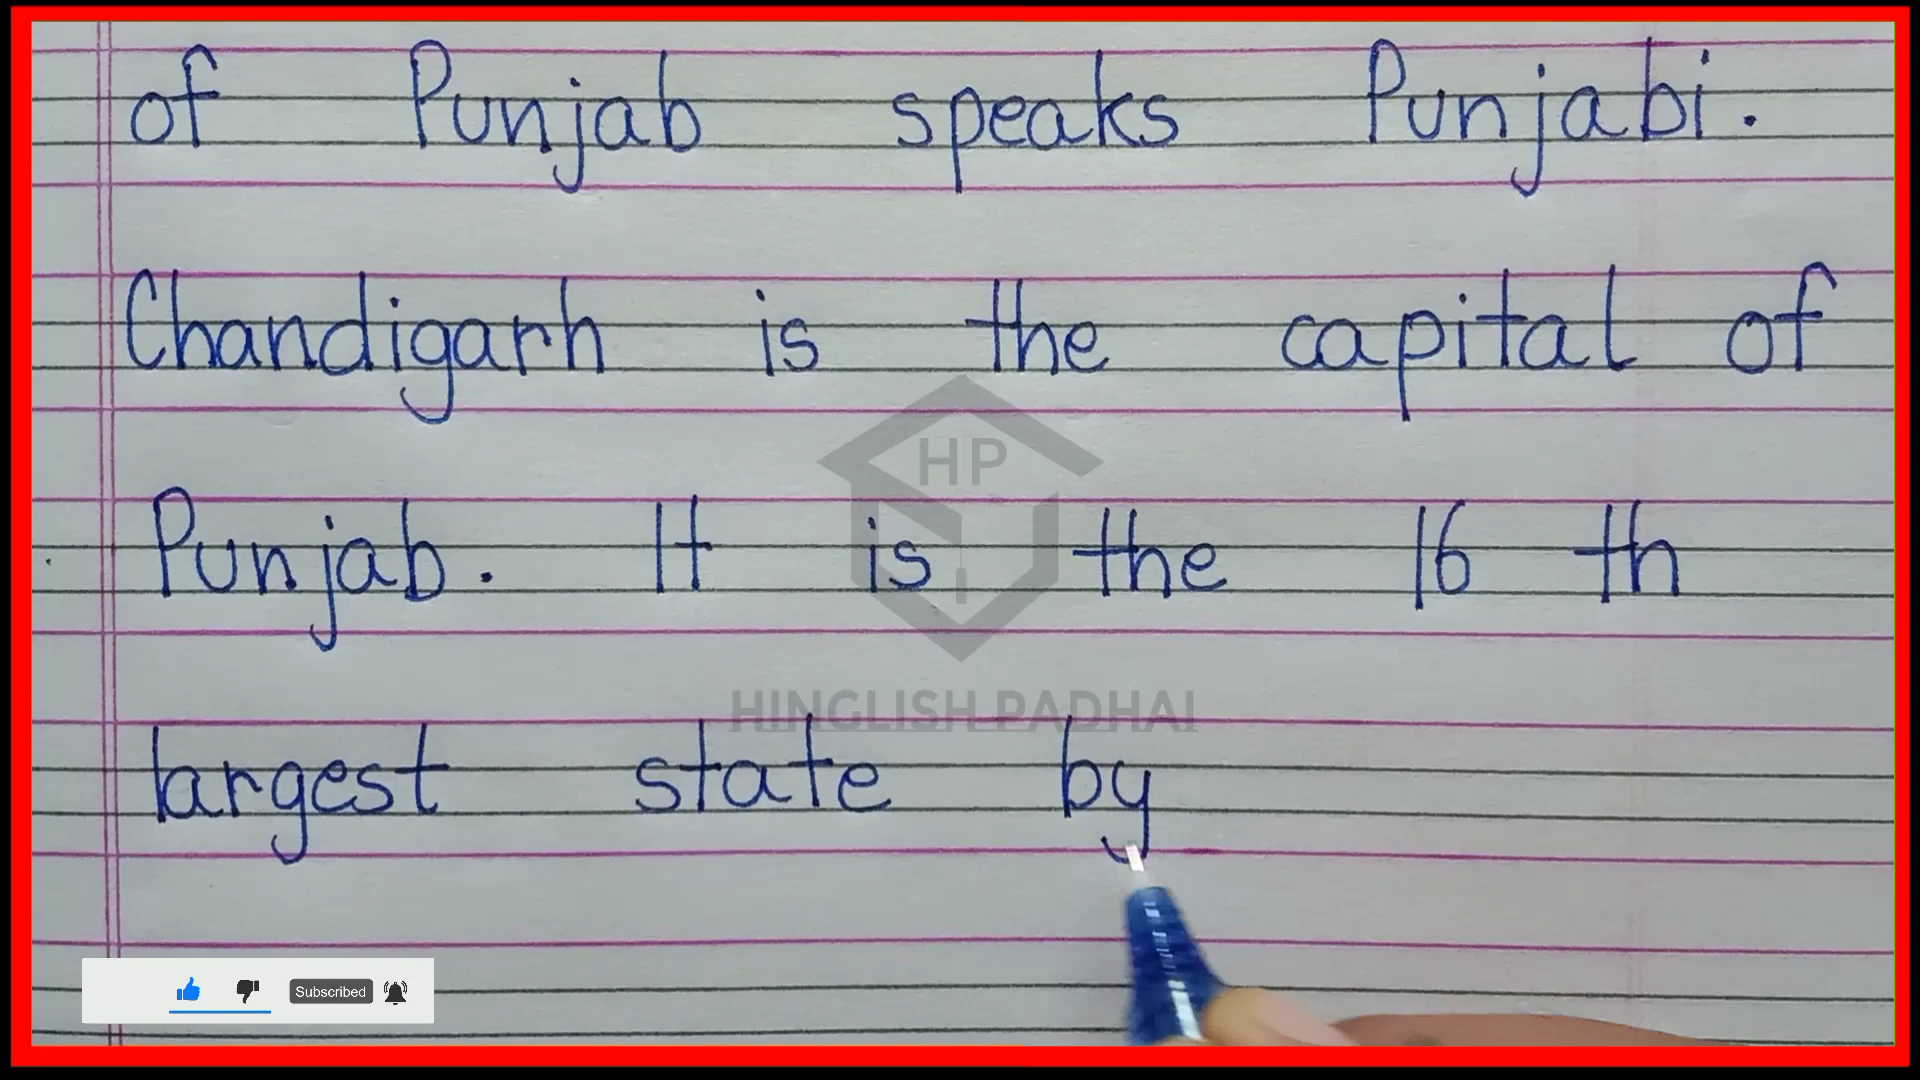 of Punjab speaks Punjabi.
Chandigarh is the capital of
HP
Punjab. It is the 16 th
HINGLISH PADHAI
largest state by
Subscribed